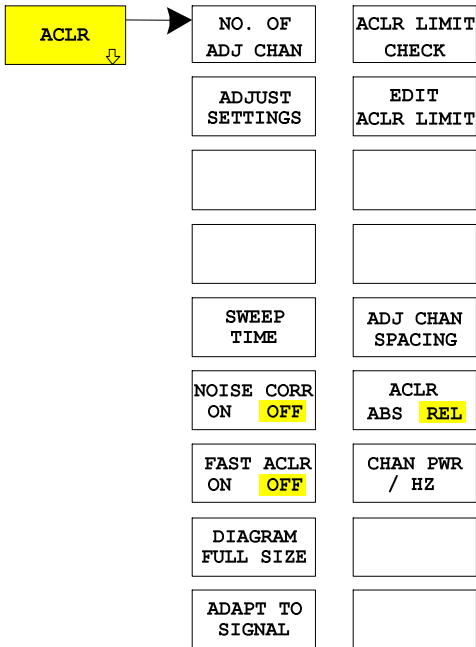 ACLR
NO. OF
ADJ CHAN
ADJUST
SETTINGS
SWEEP
TIME
NOISE CORR
ON OFF
FAST ACLR
ON OFF
DIAGRAM
FULL SIZE
ADAPT TO
SIGNAL
ACLR LIMIT
CHECK
EDIT
ACLR LIMIT
ADJ CHAN
SPACING
ACLR
ABS REL
CHAN PWR
/ HZ